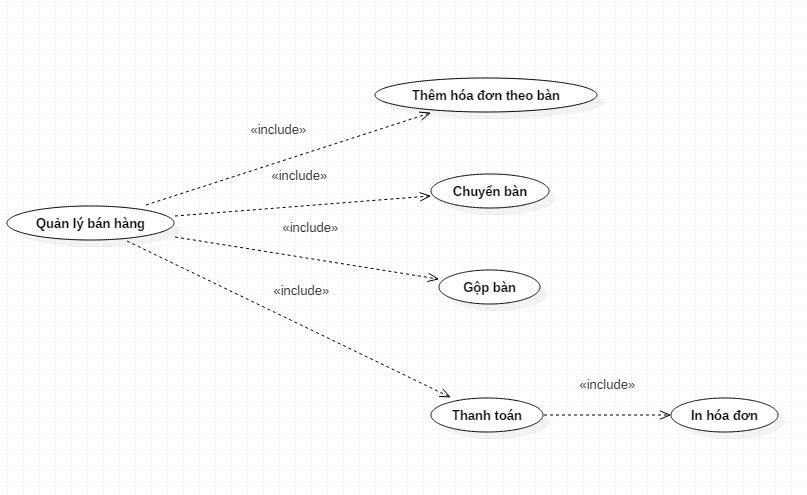 Thêm hóa đơn theo bàn
«include»
«include»
Chuyển bàn
Quản lý bán hàng
«include»
Gộp bàn
«include»
«include»
Thanh toán
In hóa đơn